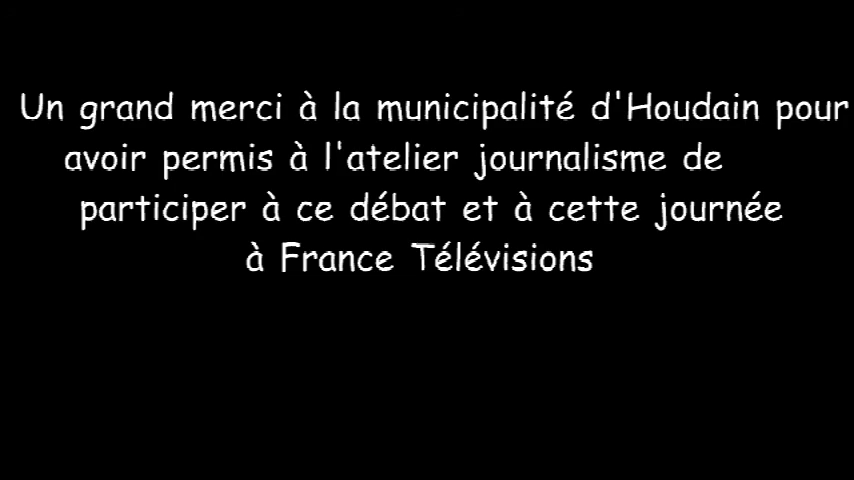 Un grand merci à la municipalité d'Houdain pour
avoir permis à l'atelier journalisme de
participer à ce débat et à cette journée
à France Télévisions